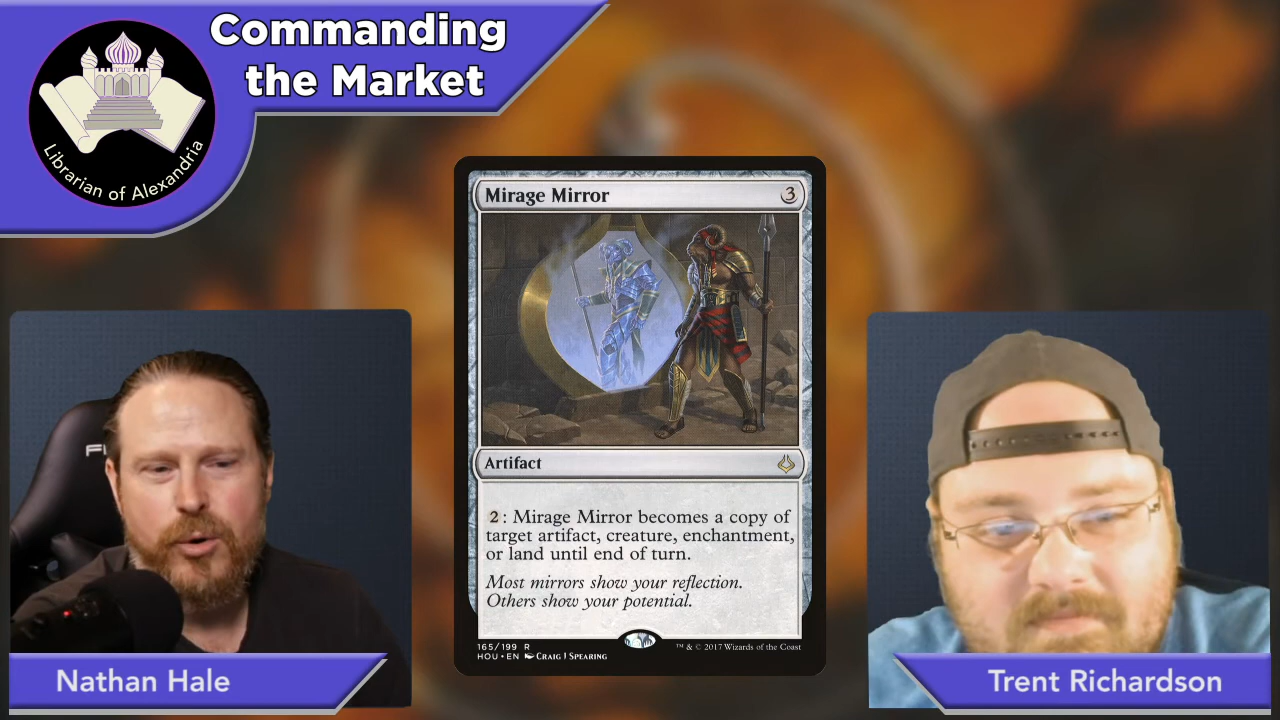 Commanding
the Market
Librarian of Alexandria
Mirage Mirror 3
Artifact
2: Mirage Mirror becomes a copy of
target artifact, creature, enchantment,
or land until end of turn.
Most mirrors show your reflection.
Others show your potential.
165/199 R
HOU • EN Craig J Spearing
™ & © 2017 Wizards of the Coast
Nathan Hale
Trent Richardson